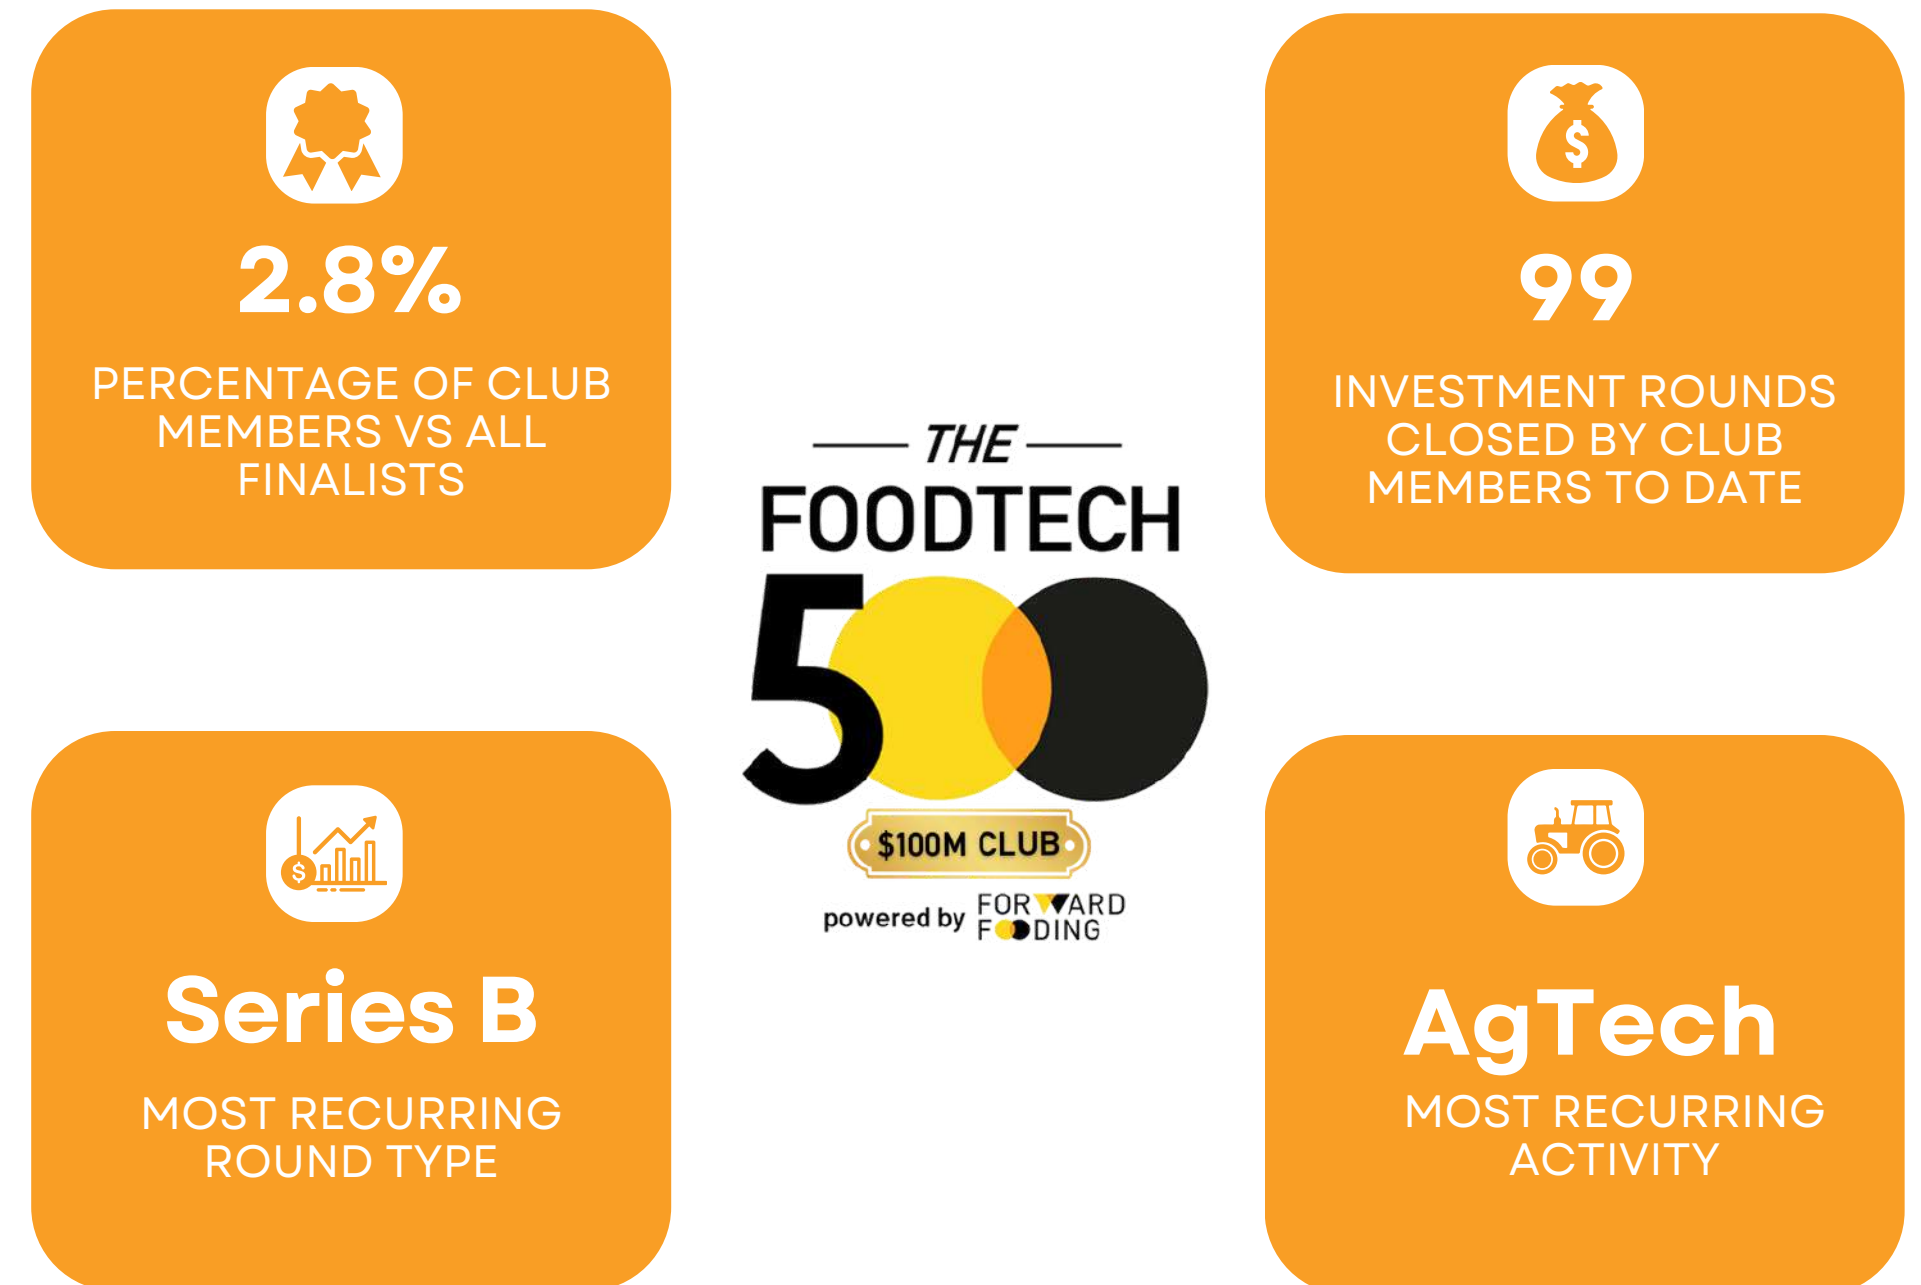 2.8%
PERCENTAGE OF CLUB
MEMBERS VS ALL
FINALISTS
$
99
INVESTMENT ROUNDS
CLOSED BY CLUB
MEMBERS TO DATE
THE
FOODTECH
500
$100M CLUB
powered by
FORWARD
FOODING
$
Series B
MOST RECURRING
ROUND TYPE
AgTech
MOST RECURRING
ACTIVITY